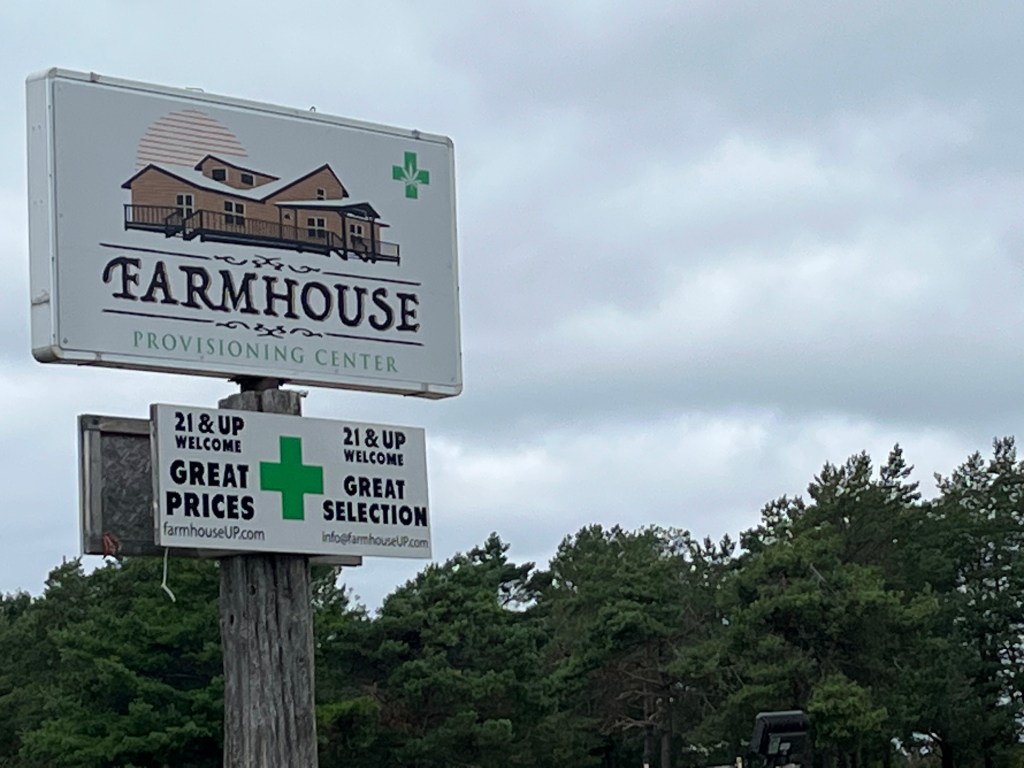 FARMHOUSE
PROVISIONING CENTER
21 & UP
WELCOME
GREAT
PRICES
farmhouseUP.com
21 & UP
WELCOME
GREAT
SELECTION
info@farmhouseUP.com